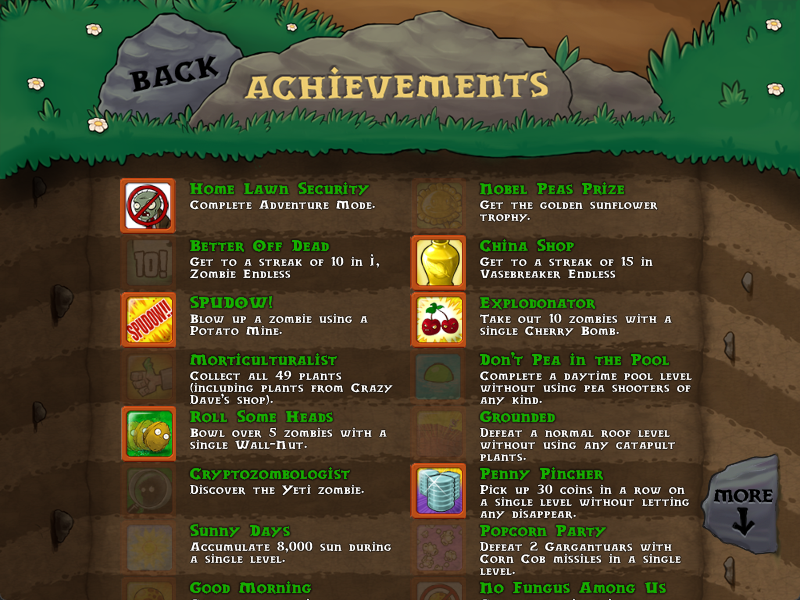 BACK
ACHIEVEMENTS
Home Lawn Security
Complete Adventure Mode.
Nobel Peas Prize
Get the golden sunflower
trophy.
10!
Better Off Dead
Get to a streak of 10 in I,
Zombie Endless
China Shop
Get to a streak of 15 in
Vasebreaker Endless
SPUDOW!
SPUDOW!
Blow up a zombie using a
Potato Mine.
Explodonator
Take out 10 zombies with a
single Cherry Bomb.
Morticulturalist
Collect all 49 plants
(including plants from Crazy
Dave's shop).
Don't Pea in the Pool
Complete a daytime pool level
without using pea shooters of
any kind.
Roll Some Heads
Bowl over 5 zombies with a
single Wall-Nut.
Grounded
Defeat a normal roof level
without using any catapult
plants.
Cryptozombologist
Discover the Yeti zombie.
Penny Pincher
Pick up 30 coins in a row on
a single level without letting
any disappear.
MORE
Sunny Days
Accumulate 8,000 sun during
a single level.
Popcorn Party
Defeat 2 Gargantuars with
Corn Cob missiles in a single
level.
Good Morning
No Fungus Among Us